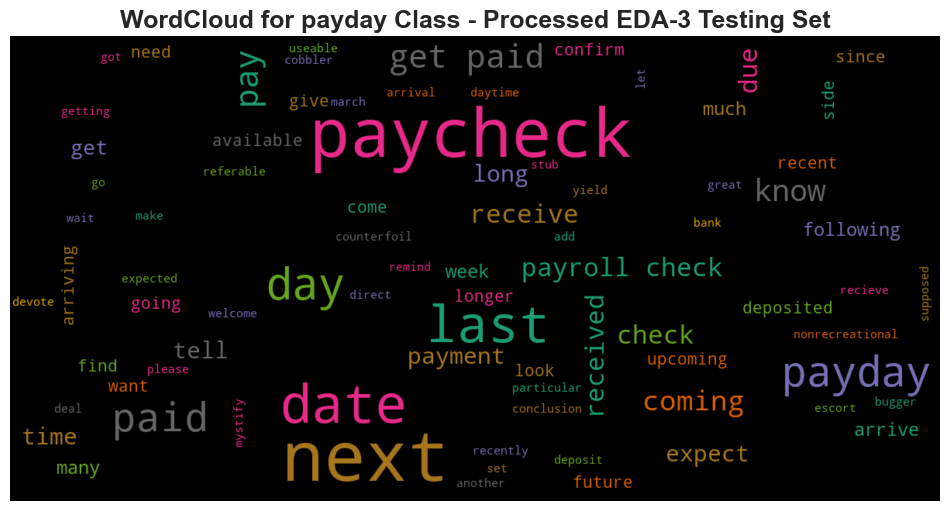 WordCloud for payday Class - Processed EDA-3 Testing Set
got
need
useable
cobbler
pay
get paid
confirm
let
due
since
getting
give
march
arrival
daytime
much
side
get
available
paycheck
stub
recent
go
referable
long
yield
great
know
wait
make
come
receive
bank
following
counterfoil
add
arriving
expected
day
remind
week
payroll check
supposed
devote
going
direct
longer
received
deposited
recieve
welcome
last
check
nonrecreational
find
please
tell
payment
look
upcoming
payday
want
particular
deal
paid
mystify
date
conclusion
coming
escort
bugger
time
many
next
recently
set
another
deposit
future
expect
arrive